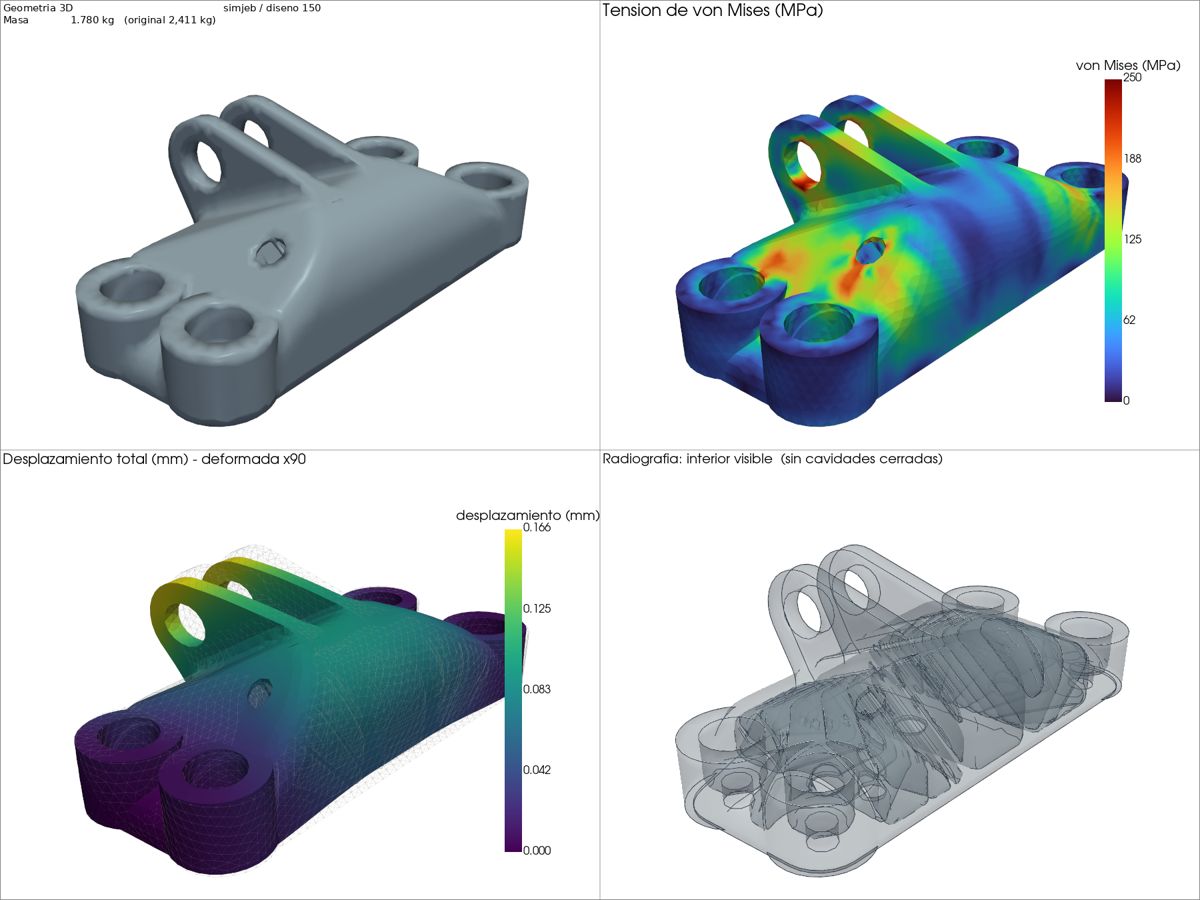 Geometria 3D simjeb / diseno 150
Masa 1.780 kg (original 2,411 kg)
Tension de von Mises (MPa)
von Mises (MPa)
250
188
125
62
0
Desplazamiento total (mm) - deformada x90
desplazamiento (mm)
0.166
0.125
0.083
0.042
0.000
Radiografia: interior visible (sin cavidades cerradas)